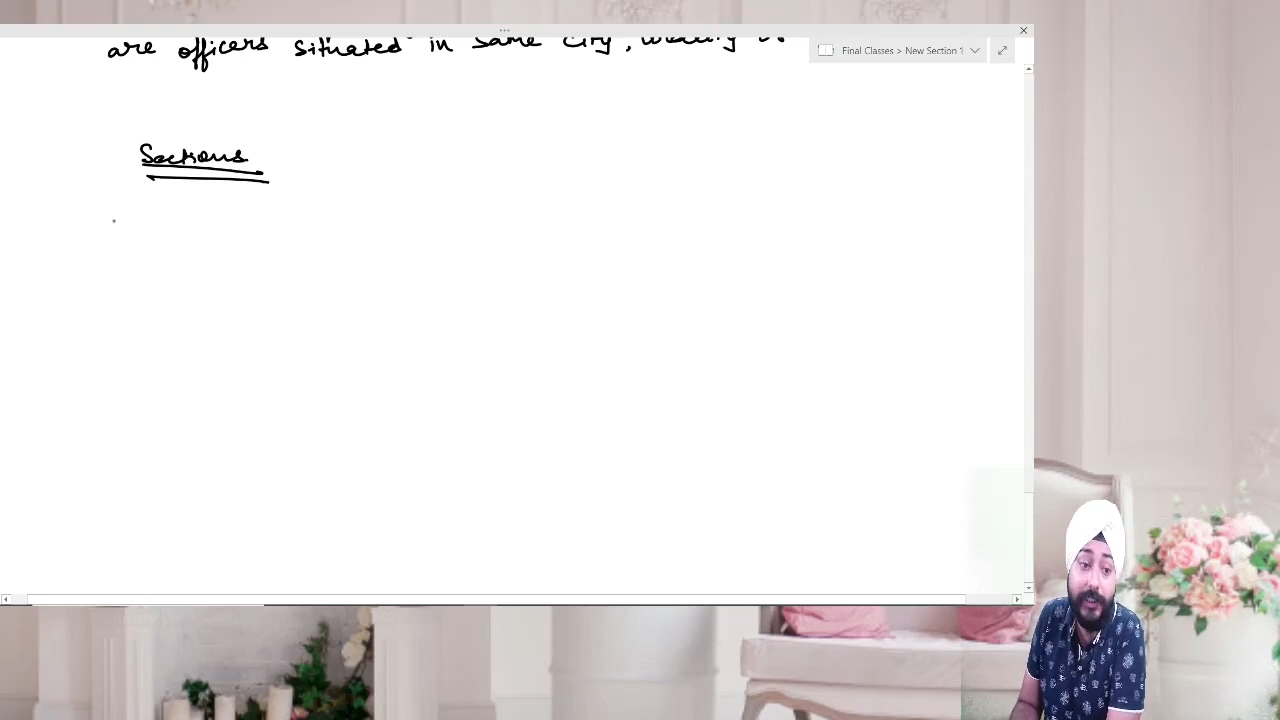 are officers situated in same city,
Final Classes > New Section 1
Sections